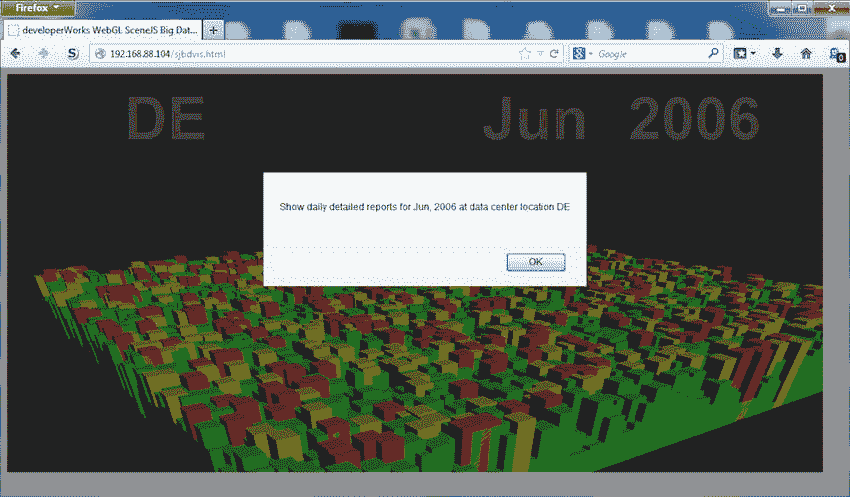 Firefox
developerWorks WebGL SceneJS Big Dat...
192.168.88.104/sjbdvis.html
Google
0
DE Jun 2006
Show daily detailed reports for Jun, 2006 at data center location DE
OK